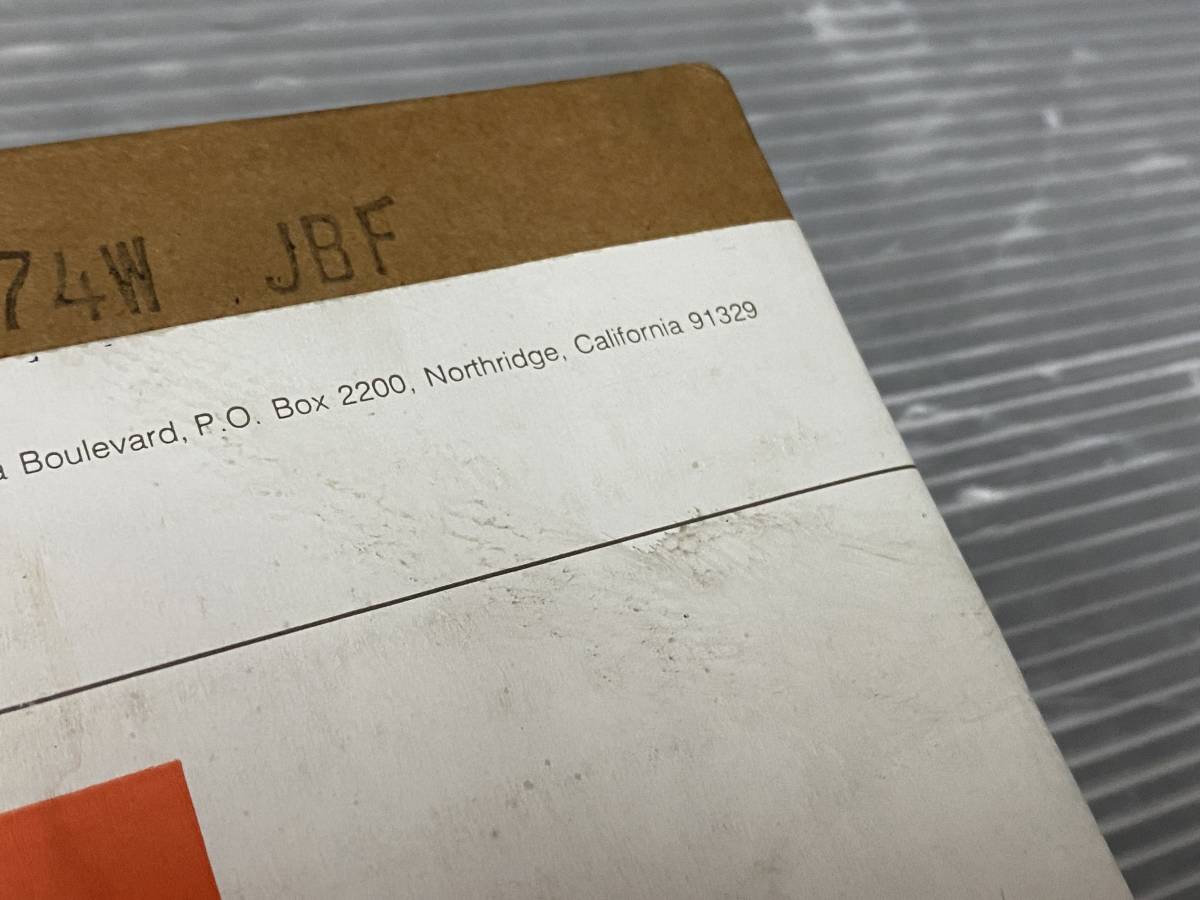 74W JBF
a Boulevard, P.O. Box 2200, Northridge, California 91329